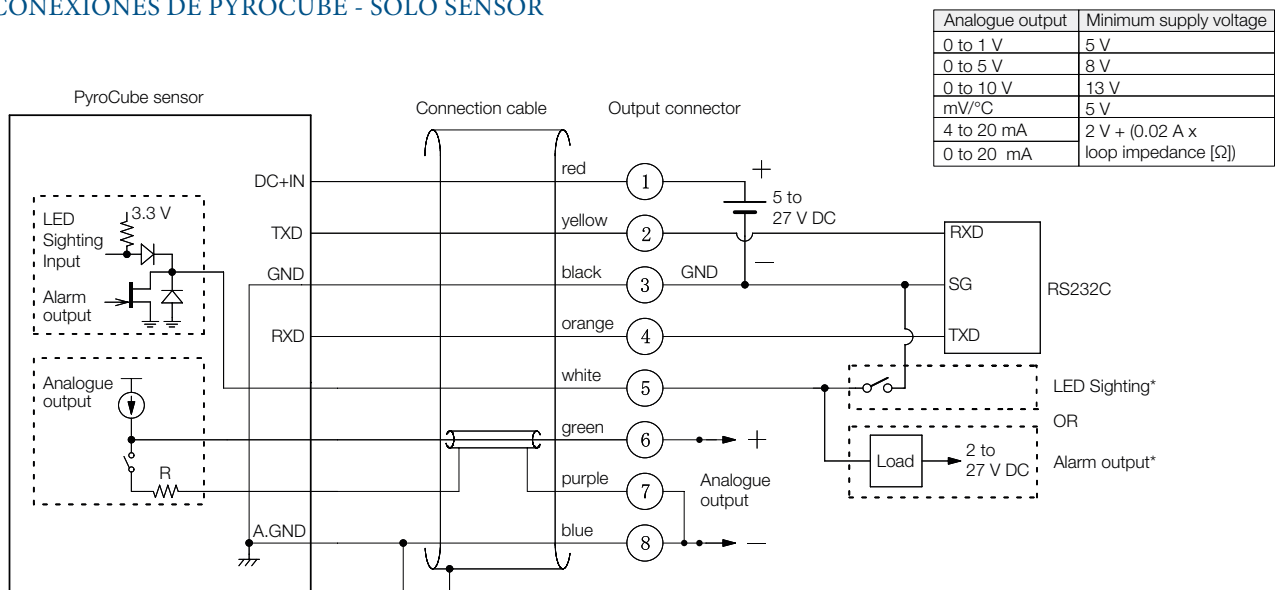 CONEXIONES DE PYROCUBE - SOLO SENSOR
Analogue output Minimum supply voltage
0 to 1 V 5 V
0 to 5 V 8 V
0 to 10 V 13 V
mV/°C 5 V
4 to 20 mA 2 V + (0.02 A x
0 to 20 mA loop impedance [Ω])
PyroCube sensor
Connection cable
Output connector
DC+IN
red
1
+
5 to
27 V DC
LED
Sighting
Input
3.3 V
Alarm
output
TXD
yellow
2
RXD
GND
black
3
GND
−
SG
RS232C
RXD
orange
4
TXD
white
5
LED Sighting*
OR
Analogue
output
R
green
6
+
Load
2 to
27 V DC
Alarm output*
purple
7
Analogue
output
A.GND
blue
8
−